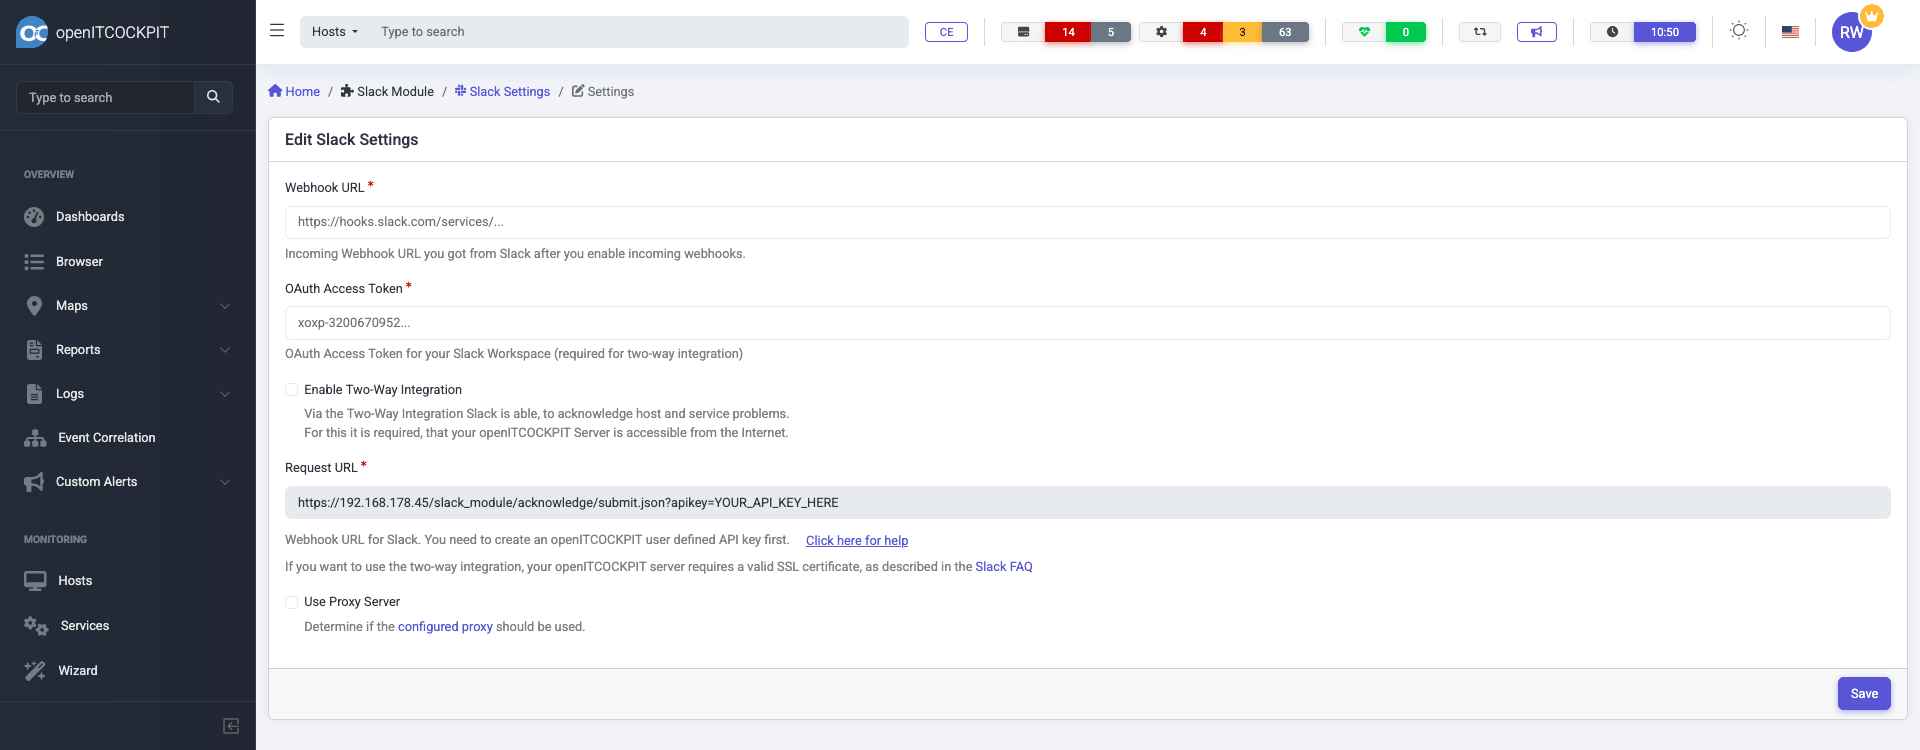 openITCOCKPIT
Type to search
OVERVIEW
Dashboards
Browser
Maps
Reports
Logs
Event Correlation
Custom Alerts
MONITORING
Hosts
Services
Wizard
Hosts Type to search
CE
14 5
4 3 63
0
10:50
RW
Home / Slack Module / Slack Settings / Settings
Edit Slack Settings
Webhook URL *
https://hooks.slack.com/services/...
Incoming Webhook URL you got from Slack after you enable incoming webhooks.
OAuth Access Token *
xoxp-3200670952...
OAuth Access Token for your Slack Workspace (required for two-way integration)
Enable Two-Way Integration
Via the Two-Way Integration Slack is able, to acknowledge host and service problems.
For this it is required, that your openITCOCKPIT Server is accessible from the Internet.
Request URL *
https://192.168.178.45/slack_module/acknowledge/submit.json?apikey=YOUR_API_KEY_HERE
Webhook URL for Slack. You need to create an openITCOCKPIT user defined API key first. Click here for help
If you want to use the two-way integration, your openITCOCKPIT server requires a valid SSL certificate, as described in the Slack FAQ
Use Proxy Server
Determine if the configured proxy should be used.
Save